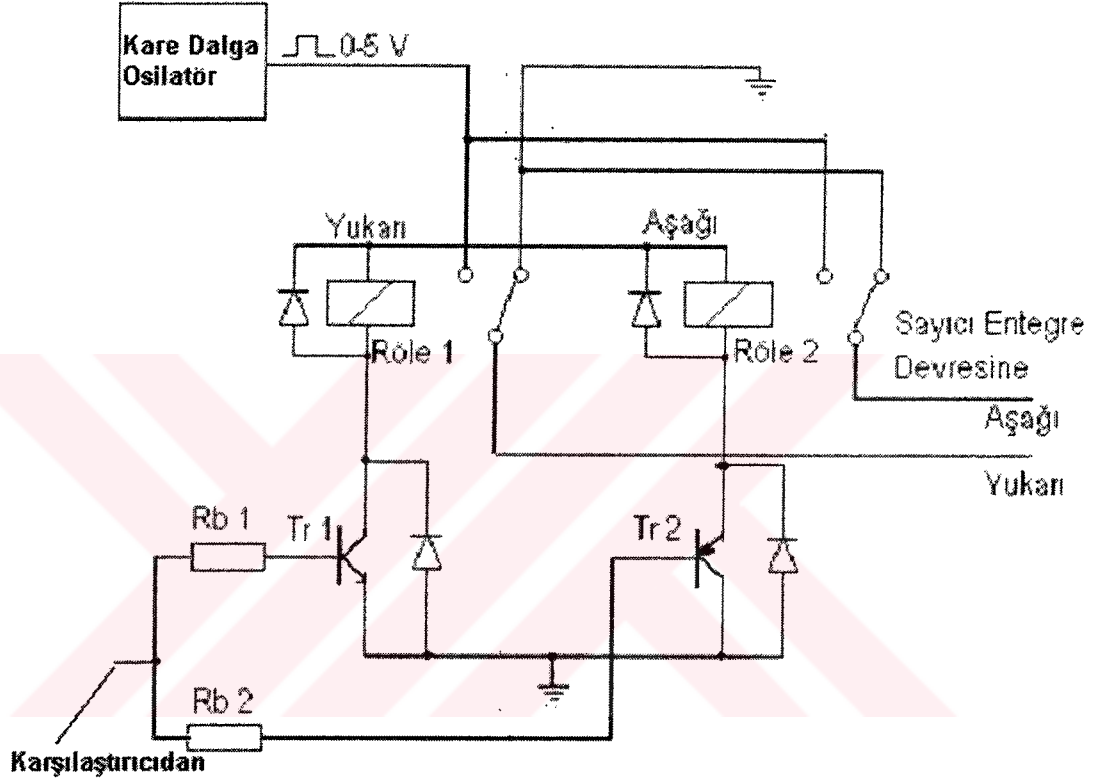 Kare Dalga
Osilatör
0-5 V
Yukarı
Aşağı
Röle 1
Röle 2
Sayıcı Entegre
Devresine
Aşağı
Yukarı
Rb 1
Tr 1
Tr 2
Rb 2
Karşılaştırıcıdan